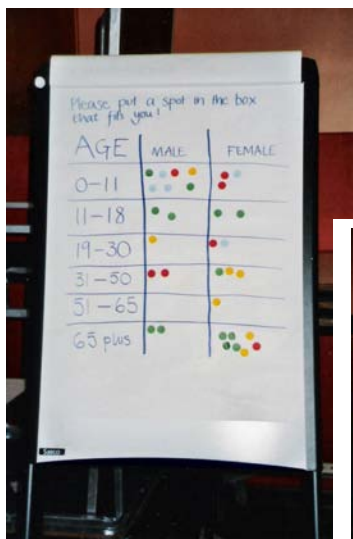 Please put a spot in the box
that fits you!
AGE MALE FEMALE
0-11
11-18
19-30
31-50
51-65
65 plus